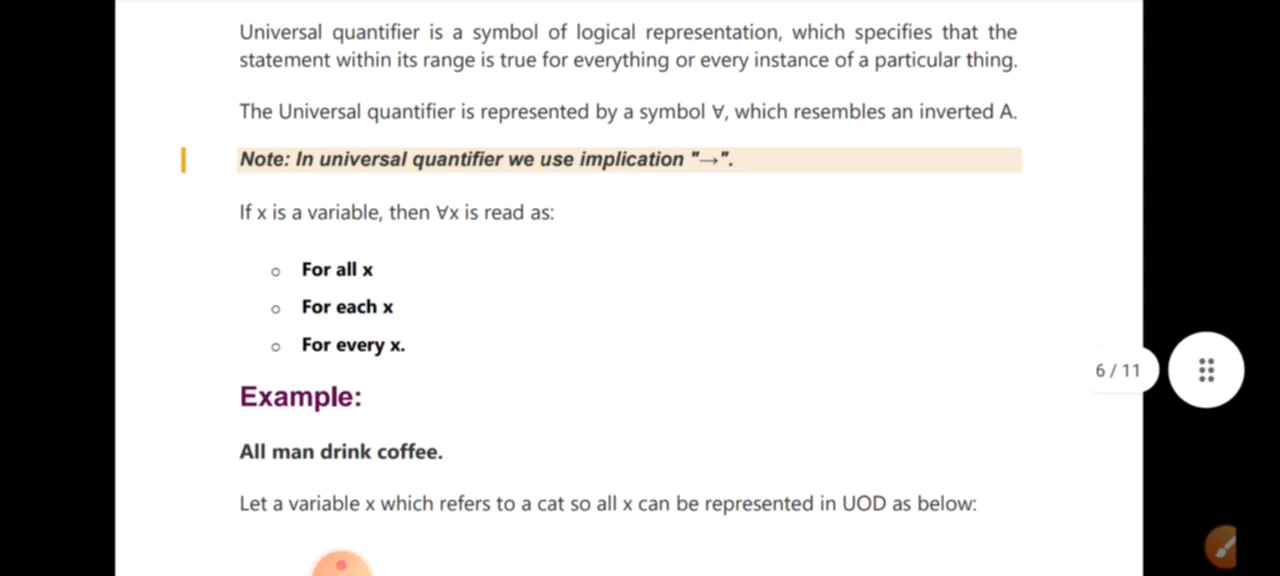 Universal quantifier is a symbol of logical representation, which specifies that the
statement within its range is true for everything or every instance of a particular thing.
The Universal quantifier is represented by a symbol ∀, which resembles an inverted A.
Note: In universal quantifier we use implication "→".
If x is a variable, then ∀x is read as:
For all x
For each x
For every x.
6 / 11
Example:
All man drink coffee.
Let a variable x which refers to a cat so all x can be represented in UOD as below: